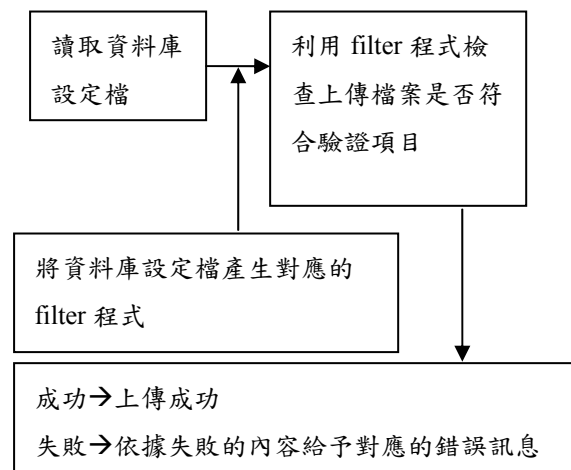 讀取資料庫
設定檔
利用 filter 程式檢
查上傳檔案是否符
合驗證項目
將資料庫設定檔產生對應的
filter 程式
成功→上傳成功
失敗→依據失敗的內容給予對應的錯誤訊息